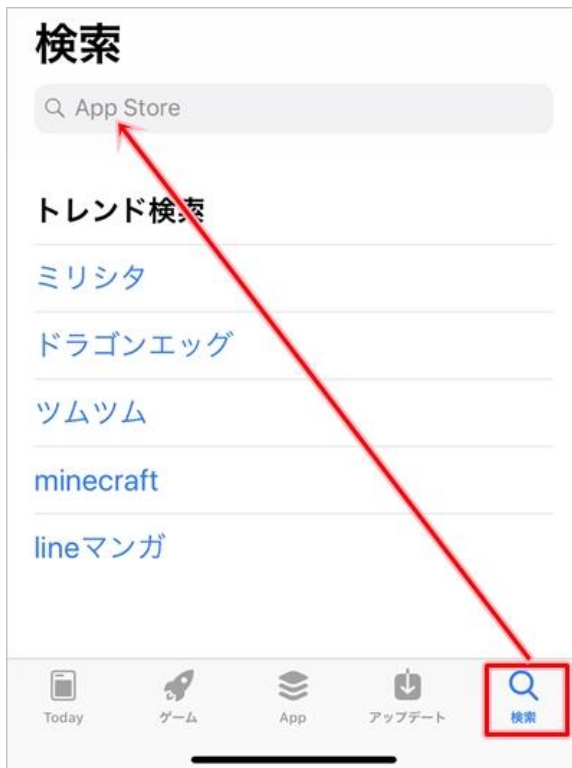 検索
App Store
トレンド検索
ミリシタ
ドラゴンエッグ
ツムツム
minecraft
lineマンガ
Today ゲーム App アップデート 検索